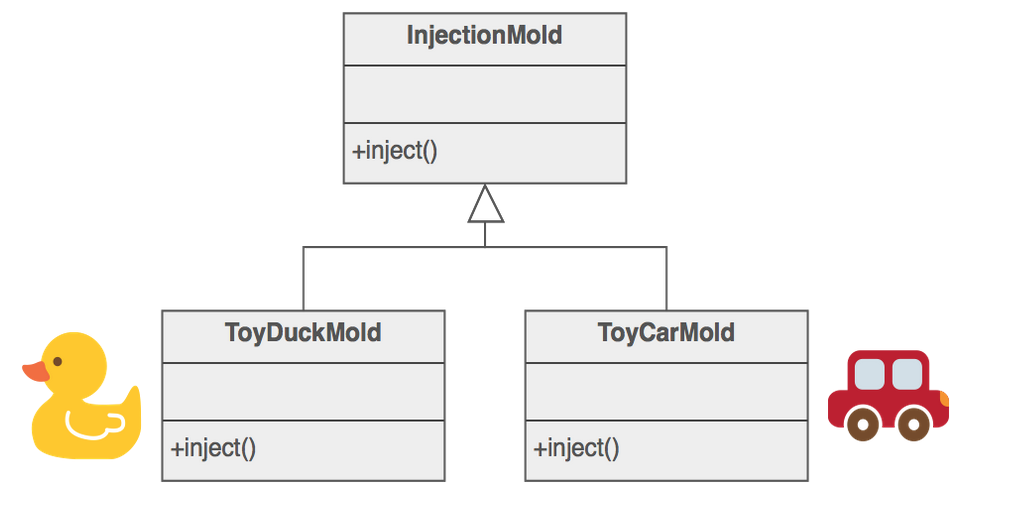 InjectionMold
+inject()
ToyDuckMold
+inject()
ToyCarMold
+inject()